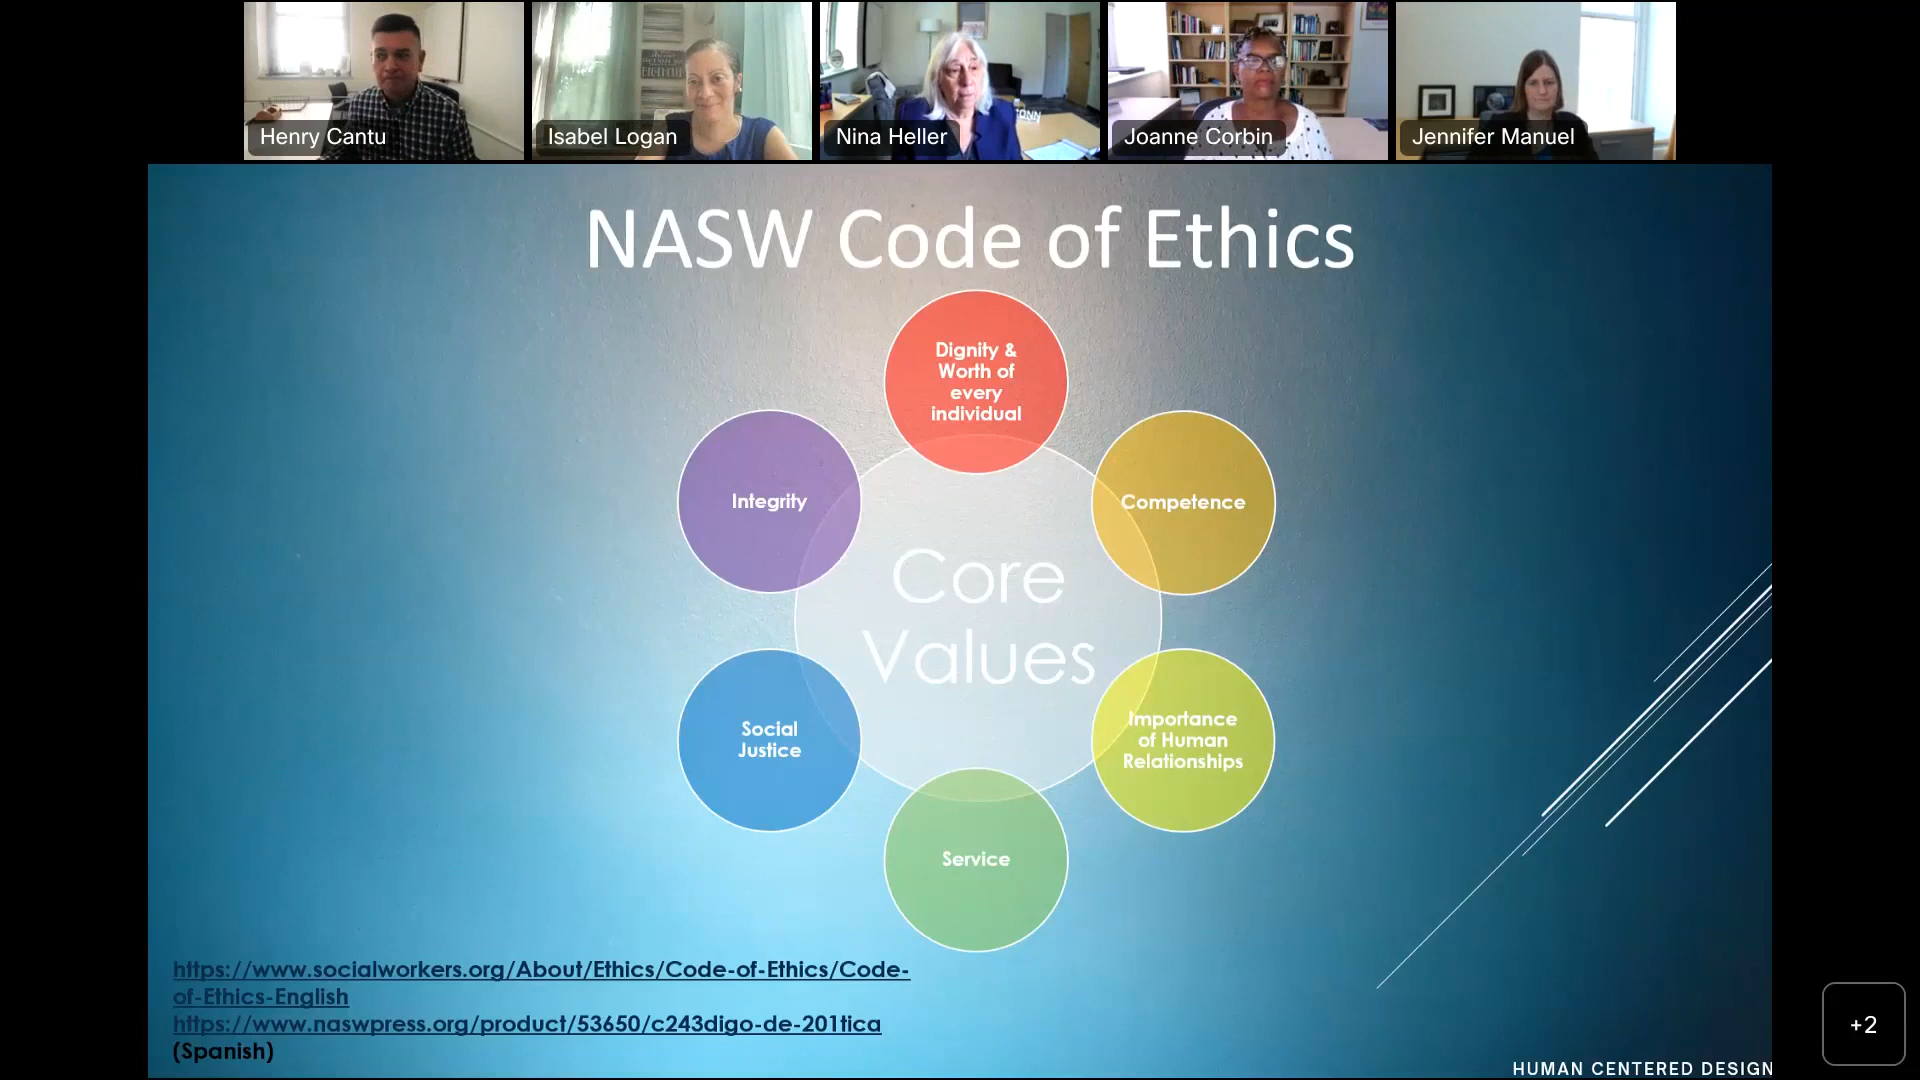 Henry Cantu
Isabel Logan
Nina Heller
Joanne Corbin
Jennifer Manuel
NASW Code of Ethics
Dignity &
Worth of
every
individual
Integrity
Competence
Core
Values
Social
Justice
Importance
of Human
Relationships
Service
https://www.socialworkers.org/About/Ethics/Code-of-Ethics/Code-
of-Ethics-English
https://www.naswpress.org/product/53650/c243digo-de-201tica
(Spanish)
+2
HUMAN CENTERED DESIGN